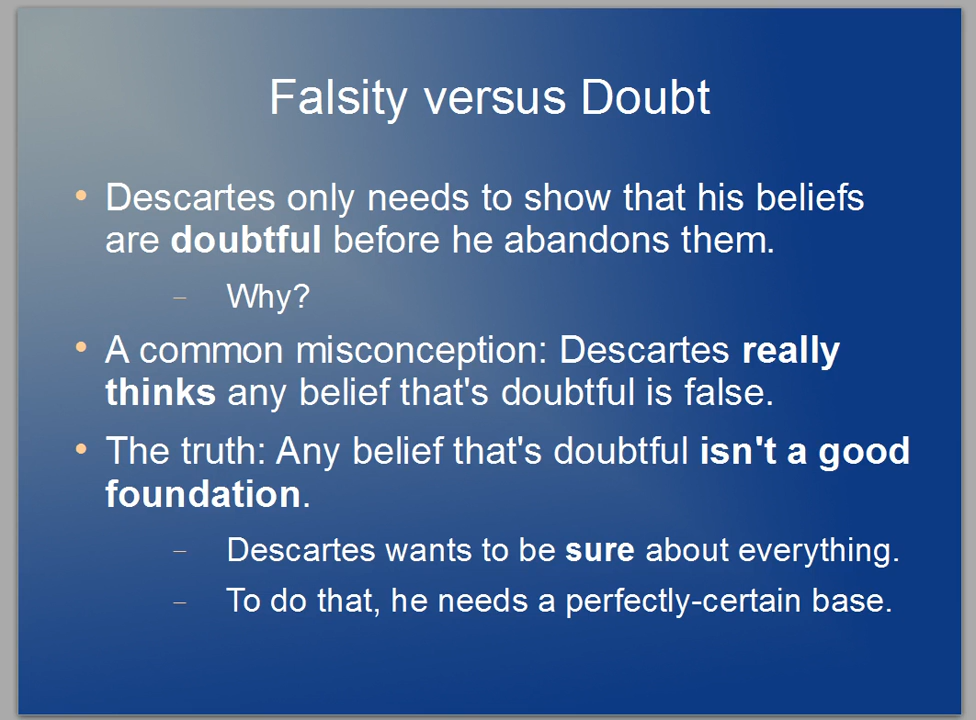 Falsity versus Doubt
• Descartes only needs to show that his beliefs
are doubtful before he abandons them.
– Why?
• A common misconception: Descartes really
thinks any belief that's doubtful is false.
• The truth: Any belief that's doubtful isn't a good
foundation.
– Descartes wants to be sure about everything.
– To do that, he needs a perfectly-certain base.